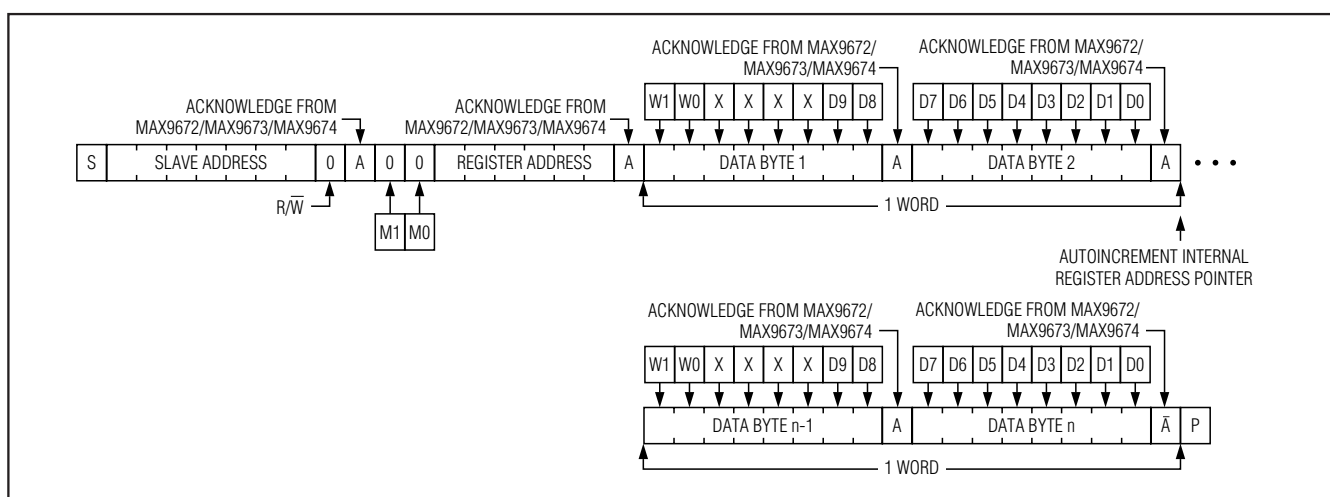 ACKNOWLEDGE FROM MAX9672/
MAX9673/MAX9674
ACKNOWLEDGE FROM MAX9672/
MAX9673/MAX9674
W1 W0 X X X X D9 D8
D7 D6 D5 D4 D3 D2 D1 D0
ACKNOWLEDGE FROM
MAX9672/MAX9673/MAX9674
ACKNOWLEDGE FROM
MAX9672/MAX9673/MAX9674
S SLAVE ADDRESS 0 A 0 0 REGISTER ADDRESS A DATA BYTE 1 A DATA BYTE 2 A • • •
R/W̅
1 WORD
M1 M0
AUTOINCREMENT INTERNAL
REGISTER ADDRESS POINTER
ACKNOWLEDGE FROM MAX9672/
MAX9673/MAX9674
ACKNOWLEDGE FROM MAX9672/
MAX9673/MAX9674
W1 W0 X X X X D9 D8
D7 D6 D5 D4 D3 D2 D1 D0
DATA BYTE n-1 A DATA BYTE n A̅ P
1 WORD